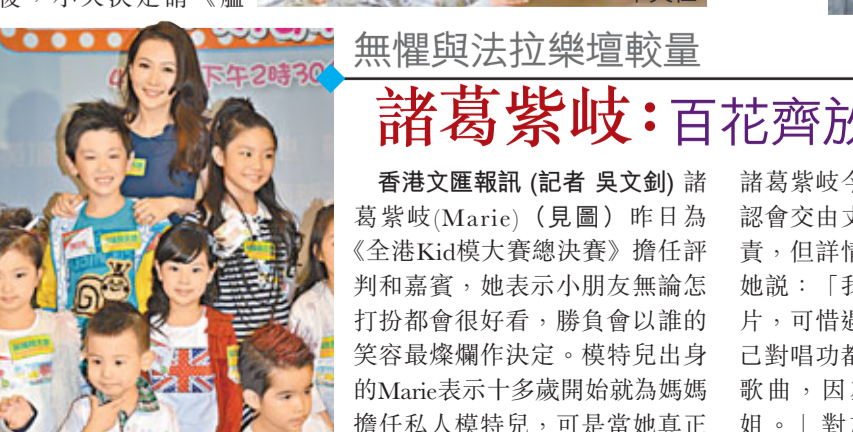 無懼與法拉樂壇較量
諸葛紫岐：百花齊放
香港文匯報訊 (記者 吳文釗) 諸
葛紫岐(Marie)（見圖）昨日為
《全港Kid模大賽總決賽》擔任評
判和嘉賓，她表示小朋友無論怎
打扮都會很好看，勝負會以誰的
笑容最燦爛作決定。模特兒出身
的Marie表示十多歲開始就為媽媽
擔任私人模特兒，可是當她真正
諸葛紫岐今
認會交由
責，但詳情
她說：「我
片，可惜
己對唱功都
歌曲，因
姐。」對
下午2時30